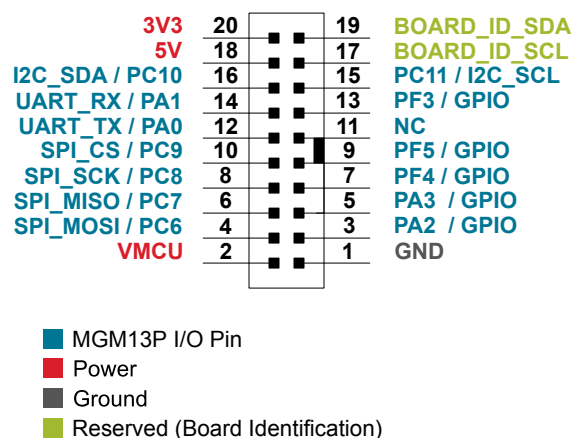 3V3 20 19 BOARD_ID_SDA
5V 18 17 BOARD_ID_SCL
I2C_SDA / PC10 16 15 PC11 / I2C_SCL
UART_RX / PA1 14 13 PF3 / GPIO
UART_TX / PA0 12 11 NC
SPI_CS / PC9 10 9 PF5 / GPIO
SPI_SCK / PC8 8 7 PF4 / GPIO
SPI_MISO / PC7 6 5 PA3 / GPIO
SPI_MOSI / PC6 4 3 PA2 / GPIO
VMCU 2 1 GND
MGM13P I/O Pin
Power
Ground
Reserved (Board Identification)